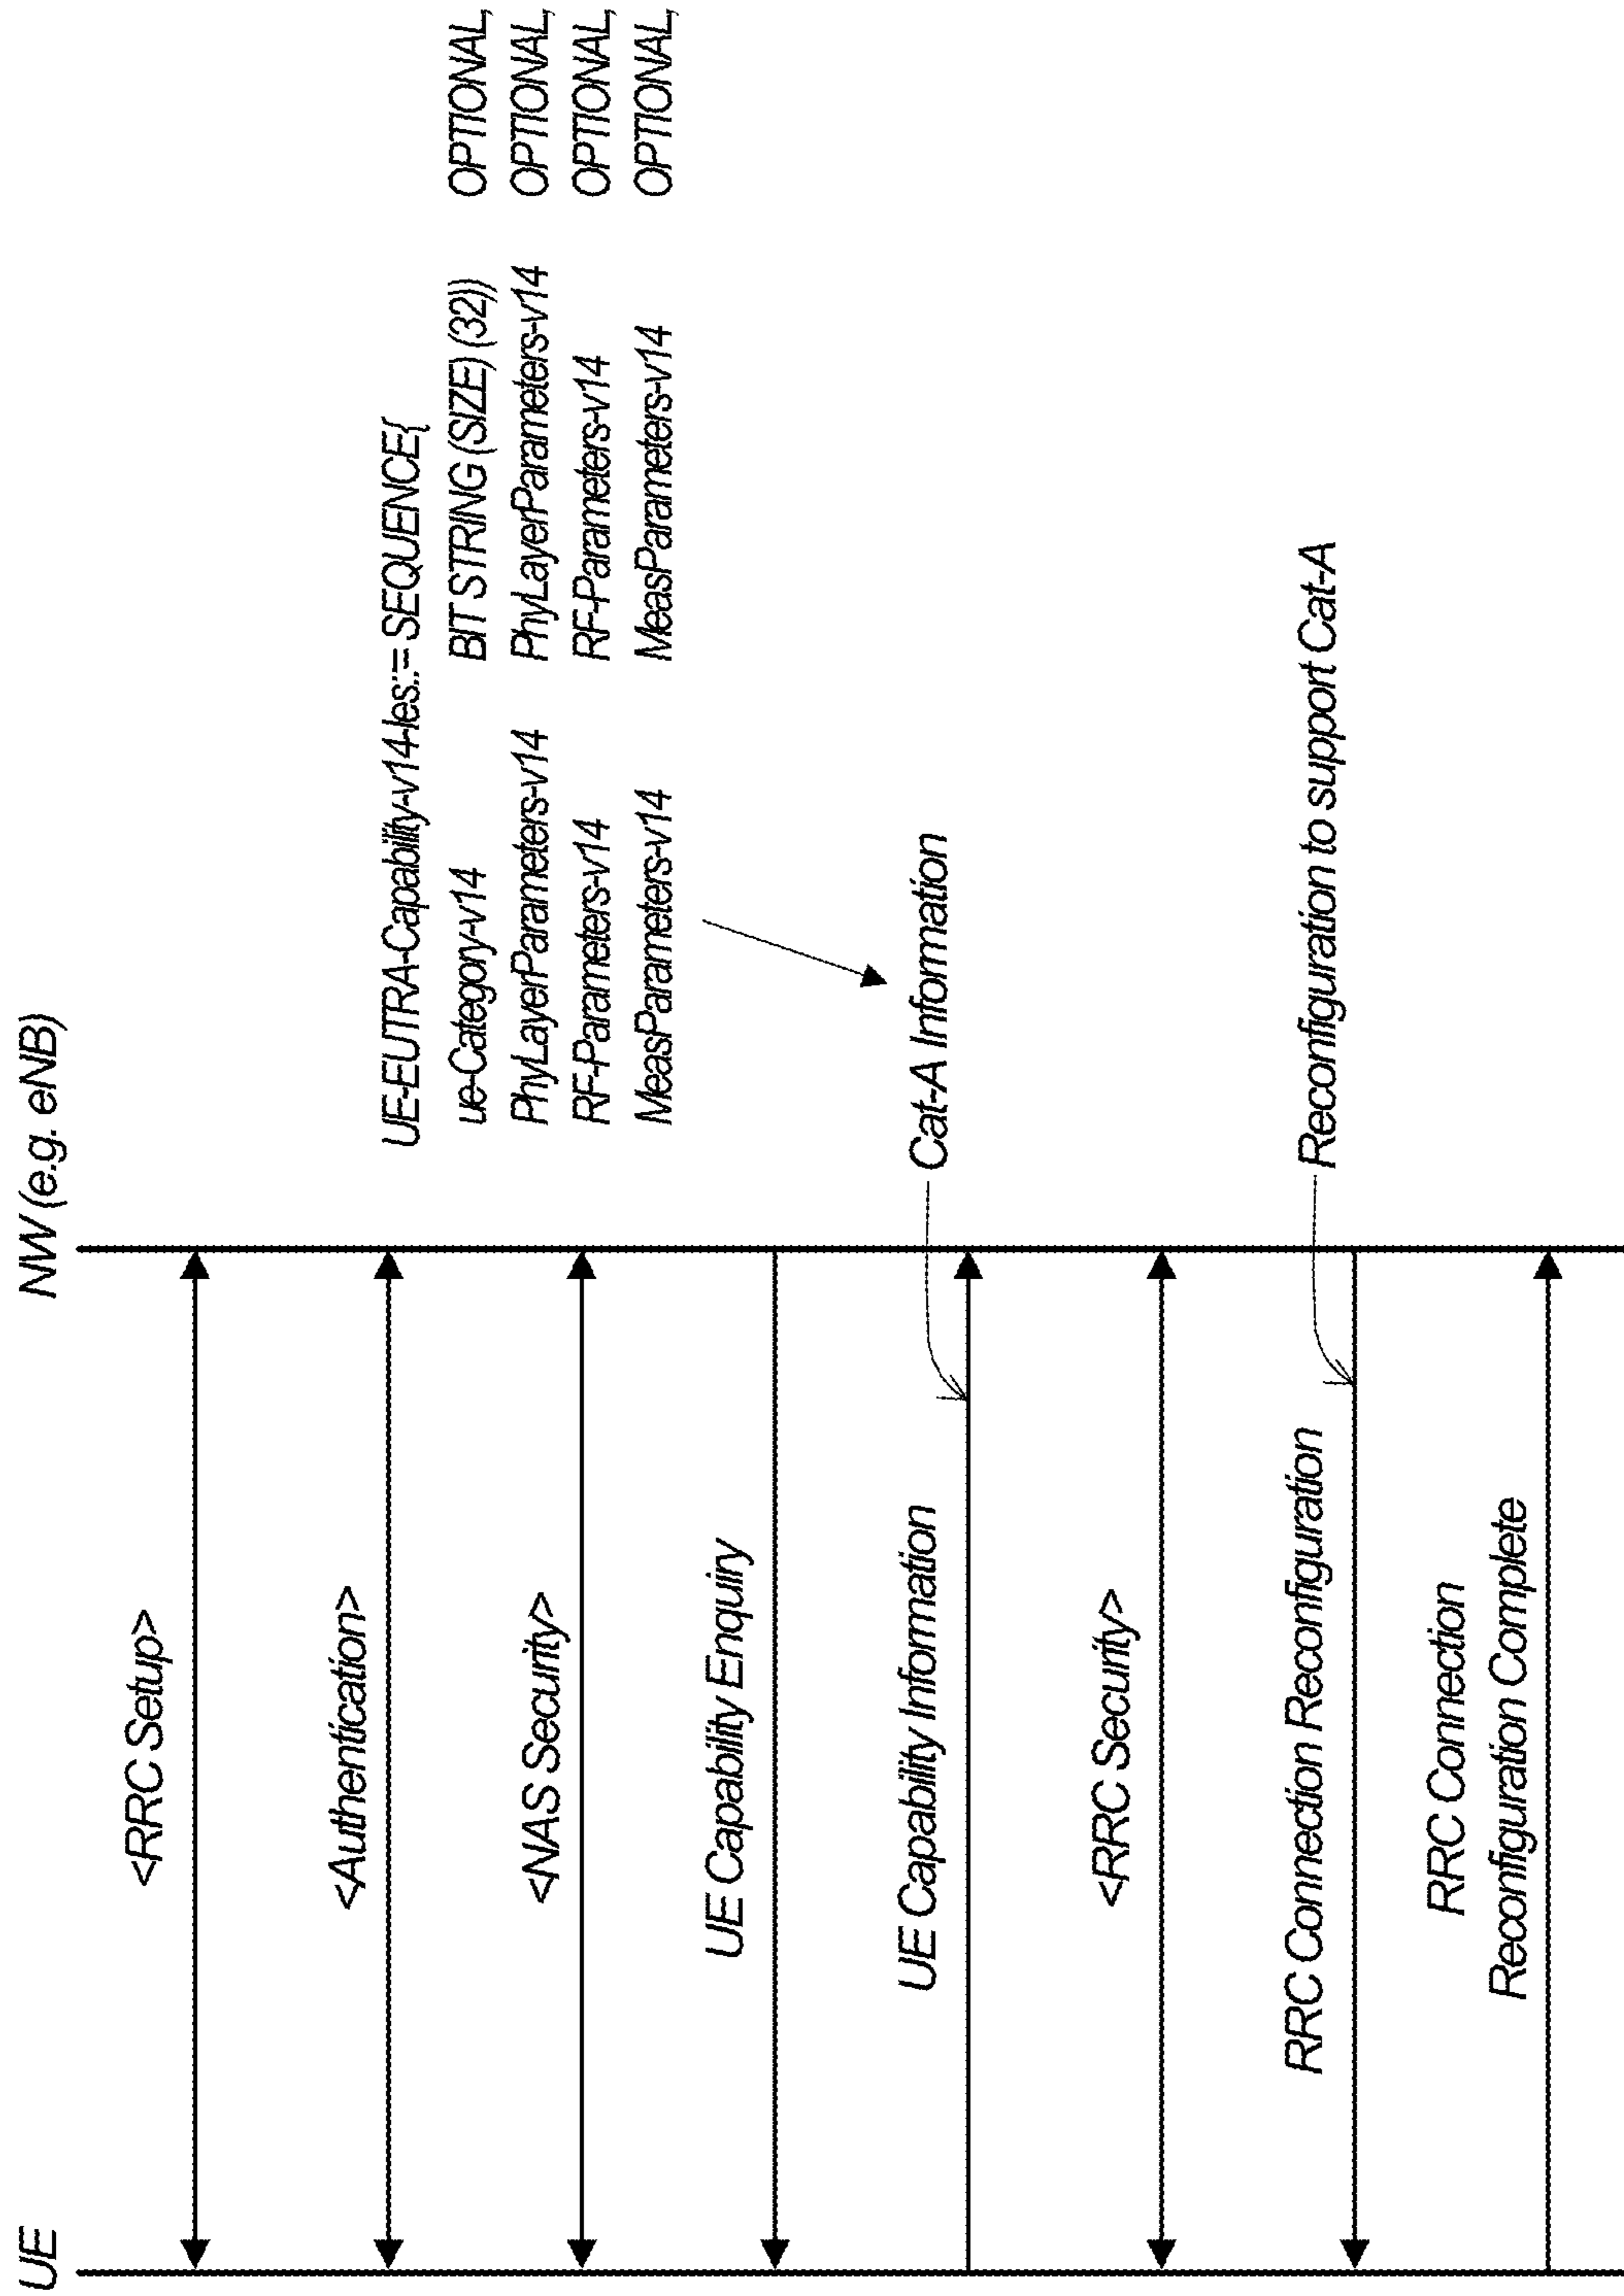 UE
NW (e.g. eNB)
<RRC Setup>
<Authentication>
UE-EUTRA-Capability-v14-les::= SEQUENCE{
ue-Category-v14 BIT STRING (SIZE) (32)) OPTIONAL,
PhyLayerParameters-v14 PhyLayerParameters-v14 OPTIONAL,
RF-Parameters-v14 RF-Parameters-v14 OPTIONAL,
MeasParameters-v14 MeasParameters-v14 OPTIONAL,
<NAS Security>
UE Capability Enquiry
UE Capability Information
Cat-A Information
<RRC Security>
RRC Connection Reconfiguration
Reconfiguration to support Cat-A
RRC Connection
Reconfiguration Complete